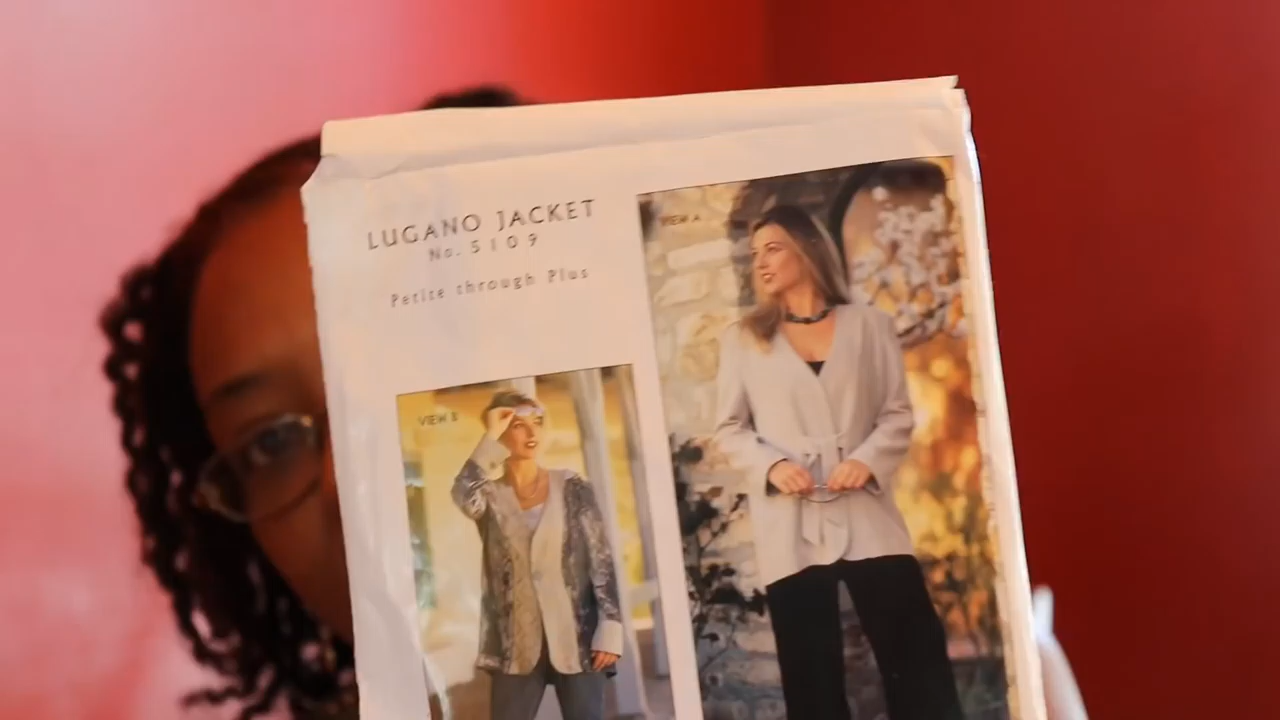 LUGANO JACKET
No. 5109
Petite through Plus
VIEW A
VIEW B